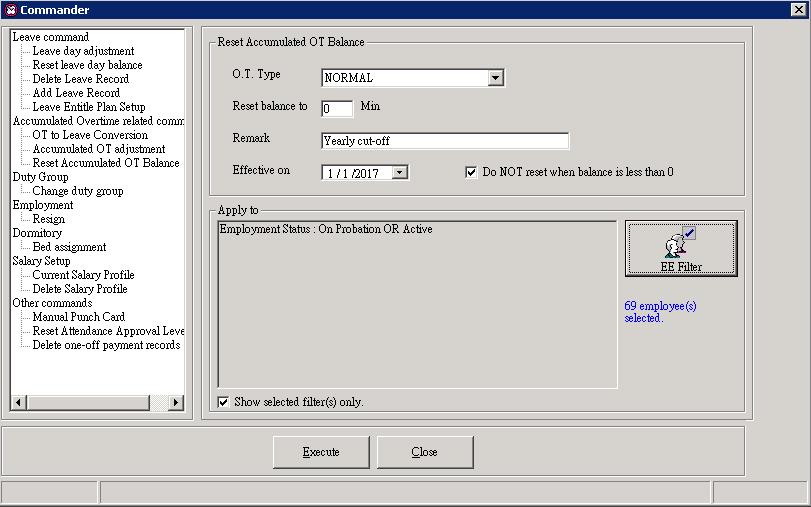 Commander
Leave command
Leave day adjustment
Reset leave day balance
Delete Leave Record
Add Leave Record
Leave Entitle Plan Setup
Accumulated Overtime related comm
OT to Leave Conversion
Accumulated OT adjustment
Reset Accumulated OT Balance
Duty Group
Change duty group
Employment
Resign
Dormitory
Bed assignment
Salary Setup
Current Salary Profile
Delete Salary Profile
Other commands
Manual Punch Card
Reset Attendance Approval Leve
Delete one-off payment records
Reset Accumulated OT Balance
O.T. Type NORMAL
Reset balance to 0 Min
Remark Yearly cut-off
Effective on 1 / 1 /2017 Do NOT reset when balance is less than 0
Apply to
Employment Status : On Probation OR Active
EE Filter
69 employee(s)
selected.
Show selected filter(s) only.
Execute Close